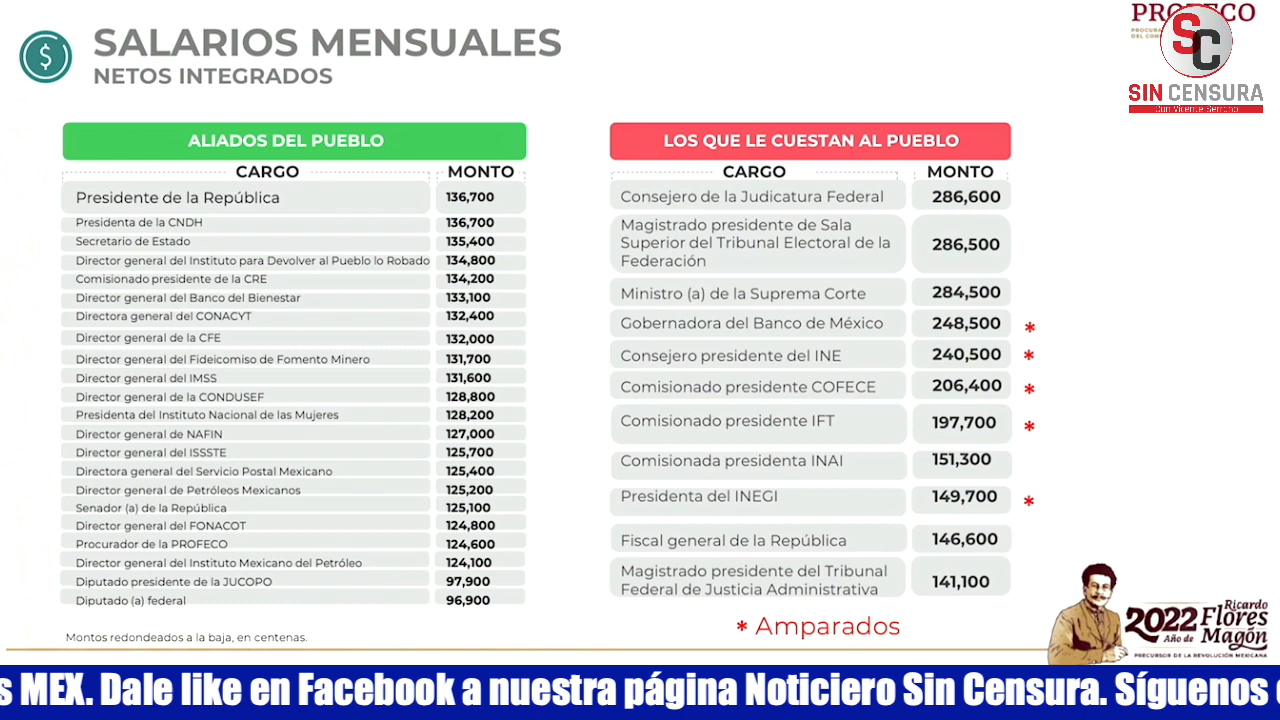 SALARIOS MENSUALES
NETOS INTEGRADOS
SC
SIN CENSURA
Con Vicente Serrano
ALIADOS DEL PUEBLO
CARGO MONTO
Presidente de la República 136,700
Presidenta de la CNDH 136,700
Secretario de Estado 135,400
Director general del Instituto para Devolver al Pueblo lo Robado 134,800
Comisionado presidente de la CRE 134,200
Director general del Banco del Bienestar 133,100
Directora general del CONACYT 132,400
Director general de la CFE 132,000
Director general del Fideicomiso de Fomento Minero 131,700
Director general del IMSS 131,600
Director general de la CONDUSEF 128,800
Presidenta del Instituto Nacional de las Mujeres 128,200
Director general de NAFIN 127,000
Director general del ISSSTE 125,700
Directora general del Servicio Postal Mexicano 125,400
Director general de Petróleos Mexicanos 125,200
Senador (a) de la República 125,100
Director general del FONACOT 124,800
Procurador de la PROFECO 124,600
Director general del Instituto Mexicano del Petróleo 124,100
Diputado presidente de la JUCOPO 97,900
Diputado (a) federal 96,900
Montos redondeados a la baja, en centenas.
LOS QUE LE CUESTAN AL PUEBLO
CARGO MONTO
Consejero de la Judicatura Federal 286,600
Magistrado presidente de Sala
Superior del Tribunal Electoral de la 286,500
Federación
Ministro (a) de la Suprema Corte 284,500
Gobernadora del Banco de México 248,500 *
Consejero presidente del INE 240,500 *
Comisionado presidente COFECE 206,400 *
Comisionado presidente IFT 197,700 *
Comisionada presidenta INAI 151,300
Presidenta del INEGI 149,700 *
Fiscal general de la República 146,600
Magistrado presidente del Tribunal
Federal de Justicia Administrativa 141,100
* Amparados
2022 Ricardo
Flores
Año de Magón
PRECURSOR DE LA REVOLUCIÓN MEXICANA
s MEX. Dale like en Facebook a nuestra página Noticiero Sin Censura. Síguenos